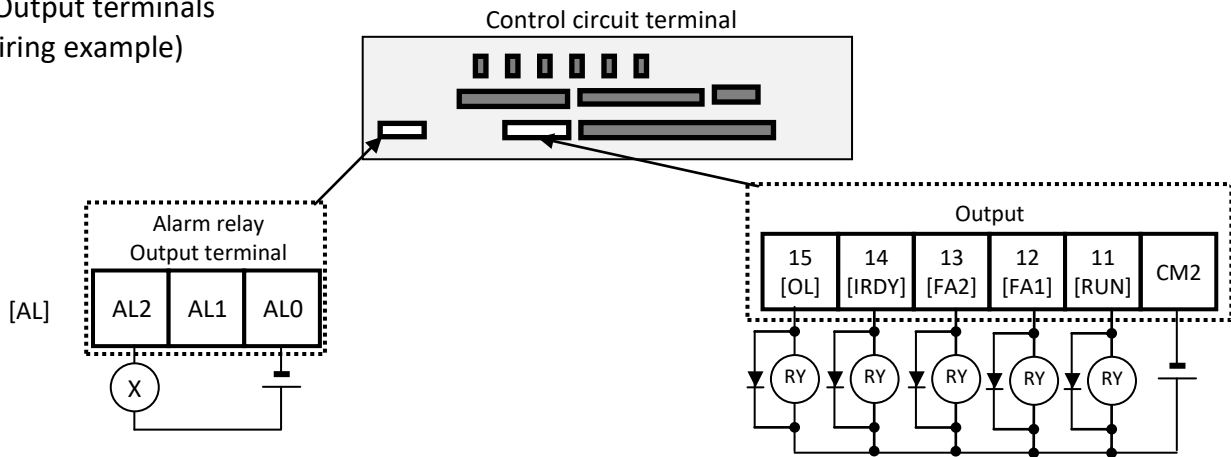 Output terminals
iring example)
Control circuit terminal
Alarm relay
Output terminal
[AL]
AL2 AL1 AL0
X
Output
15 14 13 12 11 CM2
[OL] [IRDY] [FA2] [FA1] [RUN]
RY RY RY RY RY